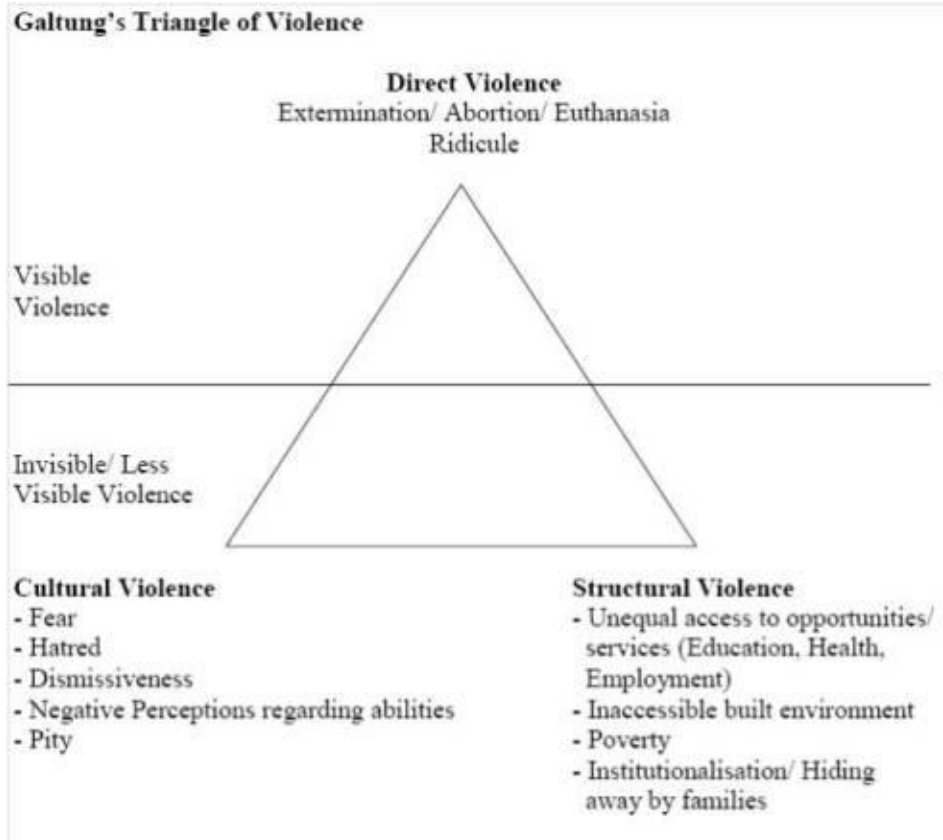 Galtung's Triangle of Violence
Direct Violence
Extermination/ Abortion/ Euthanasia
Ridicule
Visible
Violence
Invisible/ Less
Visible Violence
Cultural Violence
- Fear
- Hatred
- Dismissiveness
- Negative Perceptions regarding abilities
- Pity
Structural Violence
- Unequal access to opportunities/
services (Education, Health,
Employment)
- Inaccessible built environment
- Poverty
- Institutionalisation/ Hiding
away by families